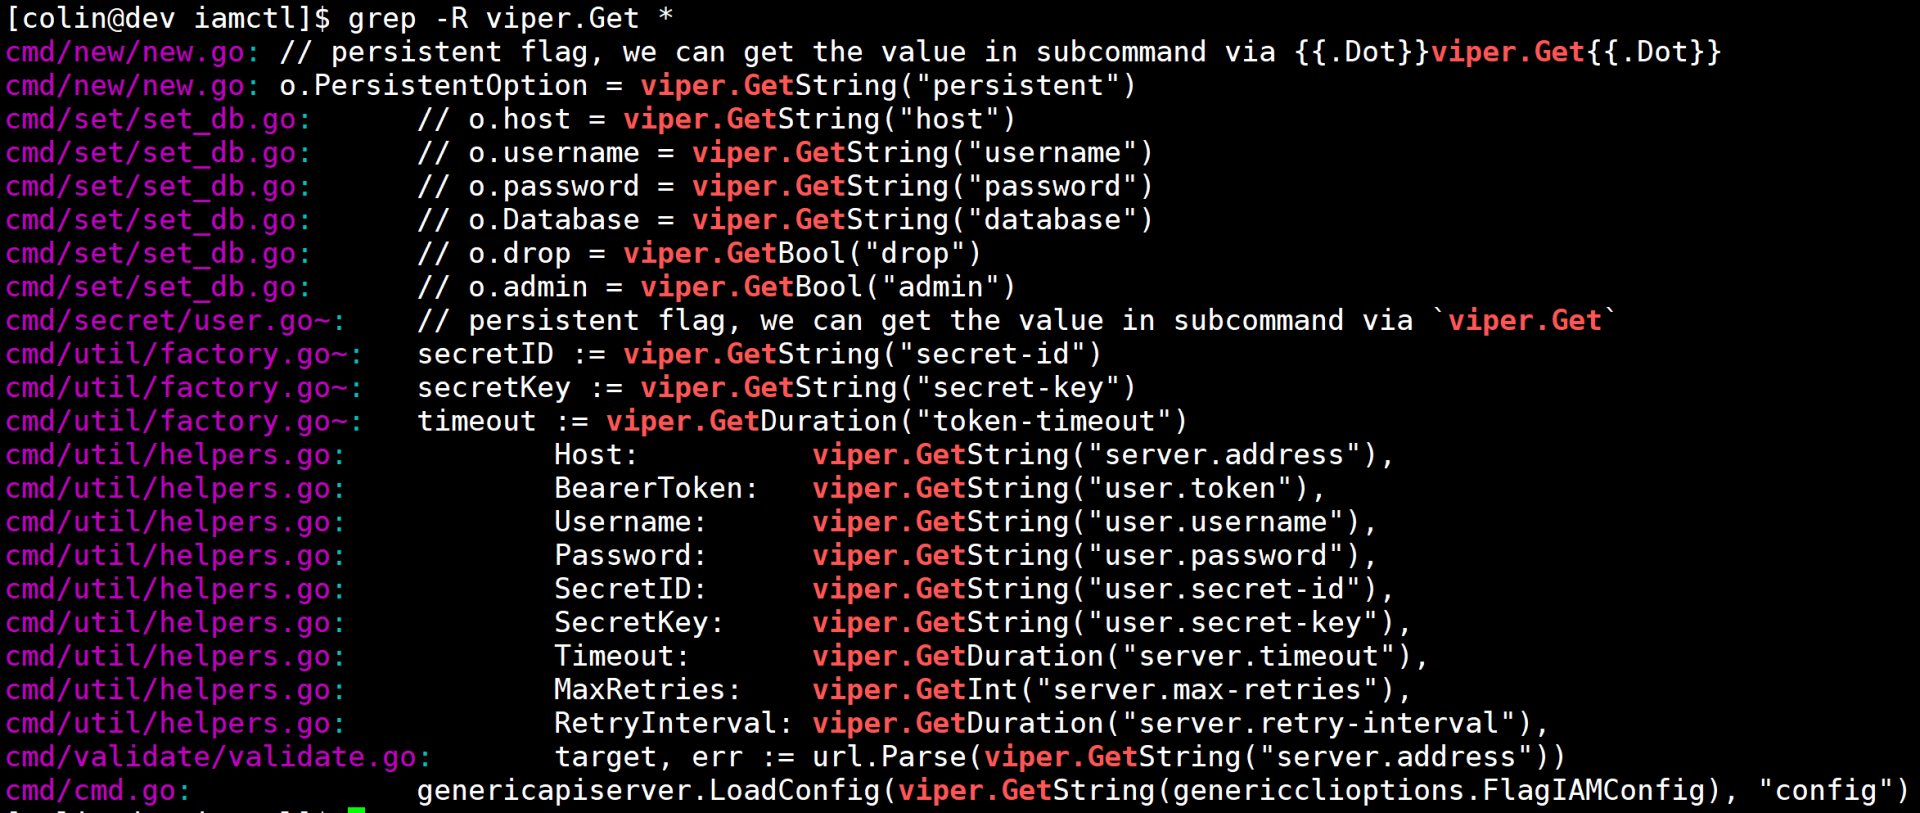 [colin@dev iamctl]$ grep -R viper.Get *
cmd/new/new.go: // persistent flag, we can get the value in subcommand via {{.Dot}}viper.Get{{.Dot}}
cmd/new/new.go: o.PersistentOption = viper.GetString("persistent")
cmd/set/set_db.go:      // o.host = viper.GetString("host")
cmd/set/set_db.go:      // o.username = viper.GetString("username")
cmd/set/set_db.go:      // o.password = viper.GetString("password")
cmd/set/set_db.go:      // o.Database = viper.GetString("database")
cmd/set/set_db.go:      // o.drop = viper.GetBool("drop")
cmd/set/set_db.go:      // o.admin = viper.GetBool("admin")
cmd/secret/user.go~:    // persistent flag, we can get the value in subcommand via `viper.Get`
cmd/util/factory.go~:   secretID := viper.GetString("secret-id")
cmd/util/factory.go~:   secretKey := viper.GetString("secret-key")
cmd/util/factory.go~:   timeout := viper.GetDuration("token-timeout")
cmd/util/helpers.go:            Host:          viper.GetString("server.address"),
cmd/util/helpers.go:            BearerToken:   viper.GetString("user.token"),
cmd/util/helpers.go:            Username:      viper.GetString("user.username"),
cmd/util/helpers.go:            Password:      viper.GetString("user.password"),
cmd/util/helpers.go:            SecretID:      viper.GetString("user.secret-id"),
cmd/util/helpers.go:            SecretKey:     viper.GetString("user.secret-key"),
cmd/util/helpers.go:            Timeout:       viper.GetDuration("server.timeout"),
cmd/util/helpers.go:            MaxRetries:    viper.GetInt("server.max-retries"),
cmd/util/helpers.go:            RetryInterval: viper.GetDuration("server.retry-interval"),
cmd/validate/validate.go:       target, err := url.Parse(viper.GetString("server.address"))
cmd/cmd.go:             genericapiserver.LoadConfig(viper.GetString(genericclioptions.FlagIAMConfig), "config")